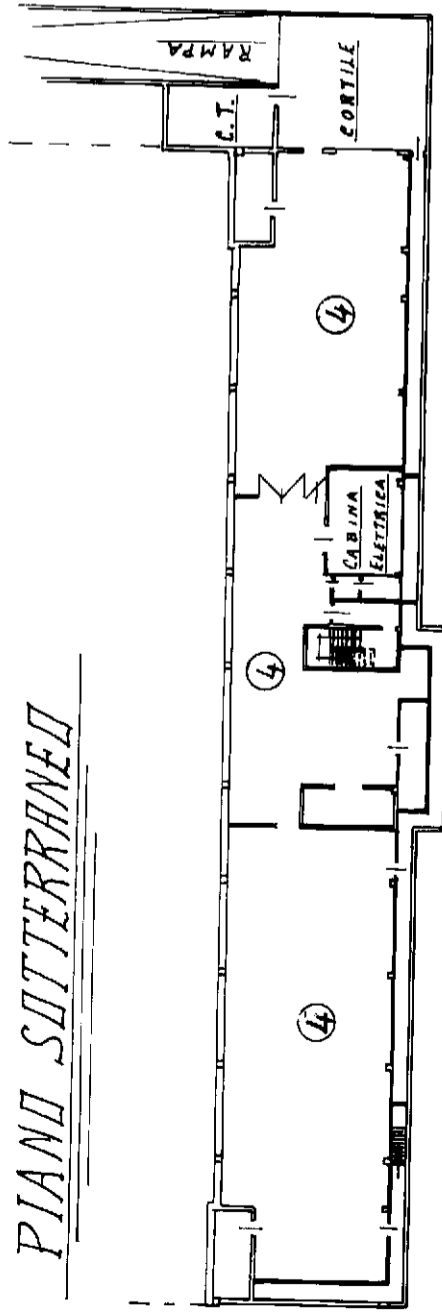 PIANO SOTTERRANEO
4
4
CABINA
ELETTRICA
4
C.T.
RAMPA
CORTILE